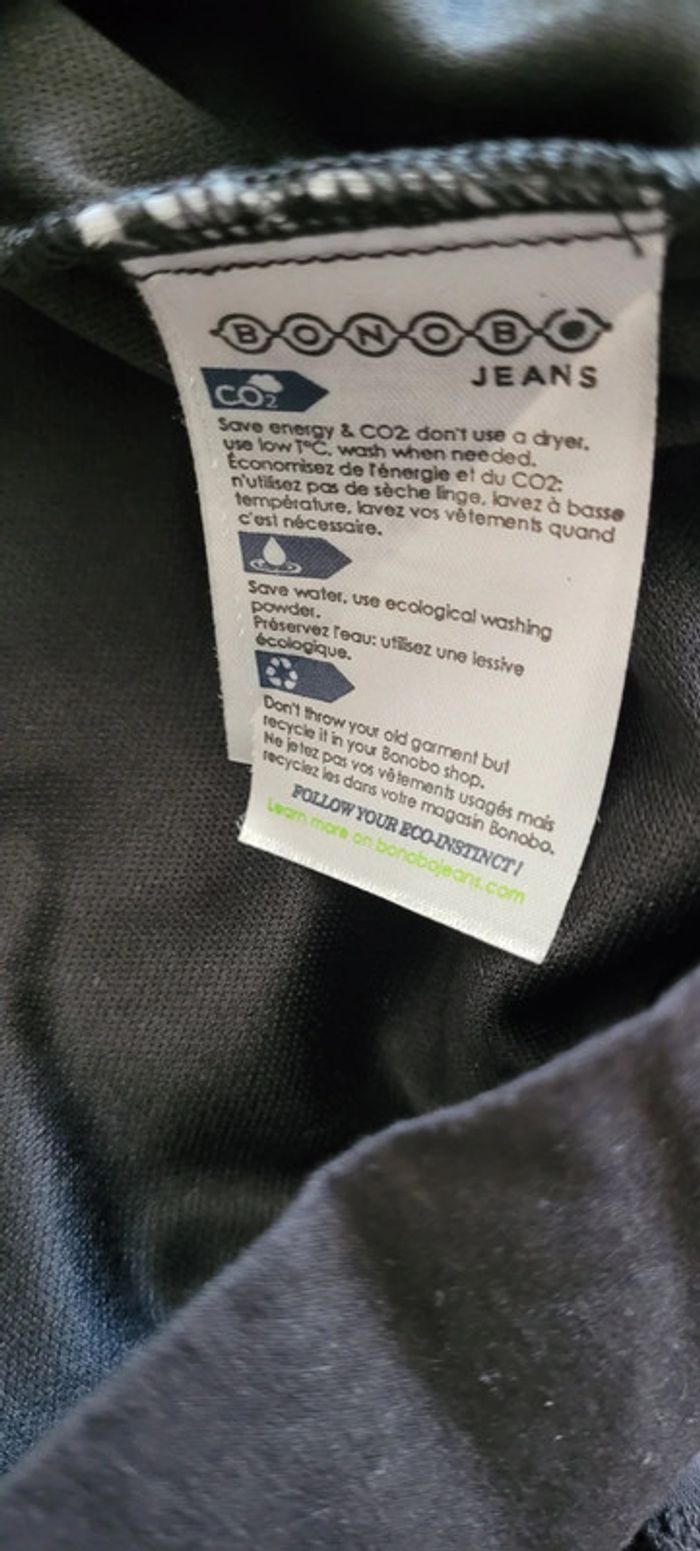 BONOBO
JEANS
CO2
Save energy & CO2: don't use a dryer,
use low T°C, wash when needed.
Économisez de l'énergie et du CO2:
n'utilisez pas de sèche linge, lavez à basse
température, lavez vos vêtements quand
c'est nécessaire.
Save water, use ecological washing
powder.
Préservez l'eau: utilisez une lessive
écologique.
Don't throw your old garment but
recycle it in your Bonobo shop.
Ne jetez pas vos vêtements usagés mais
recyclez les dans votre magasin Bonobo.
FOLLOW YOUR ECO-INSTINCT!
Learn more on bonobojeans.com